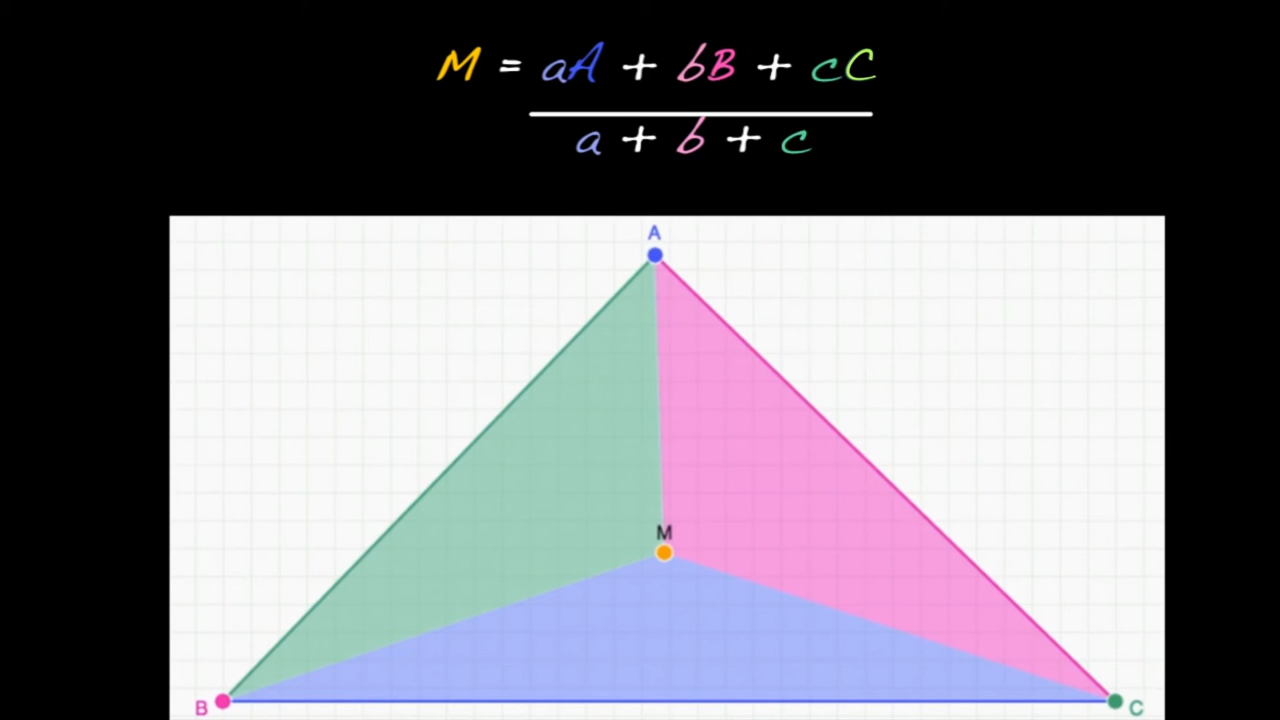 M = aA + bB + cC
a + b + c
A
M
B
C